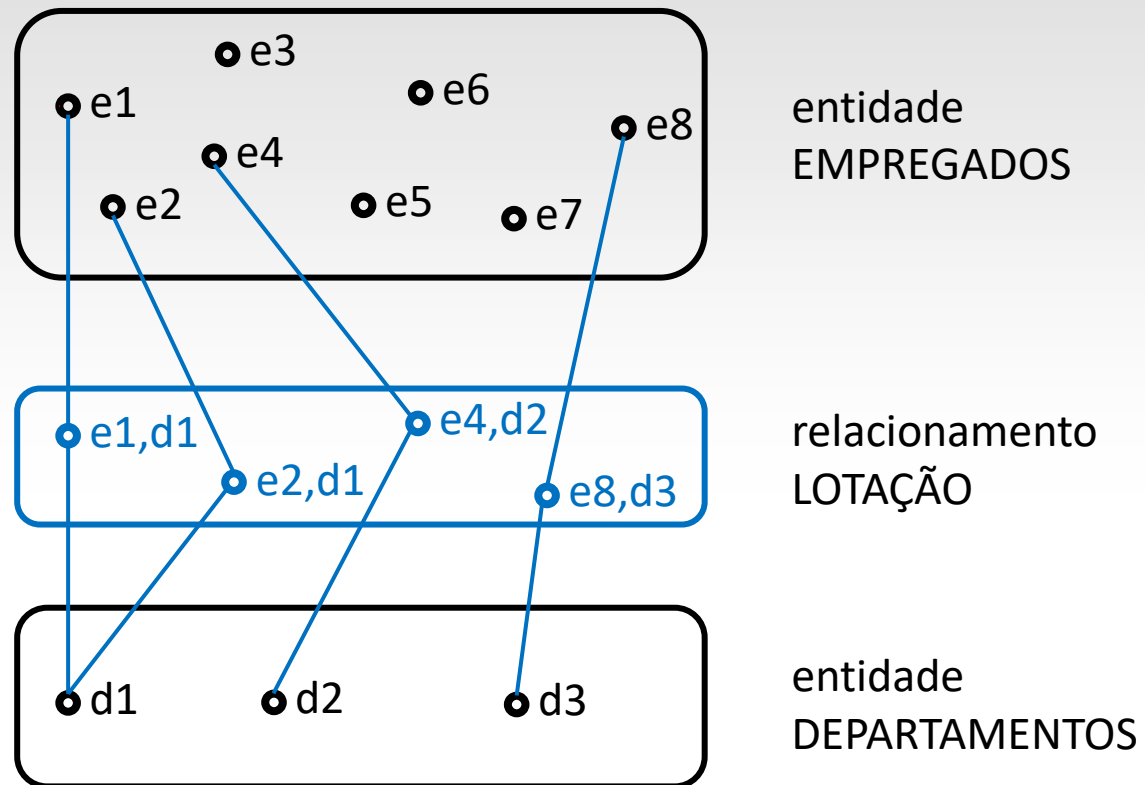 e3
e6
e1
e8
e4
e2
e5
e7
entidade
EMPREGADOS
e4,d2
e1,d1
e2,d1
e8,d3
relacionamento
LOTAÇÃO
d1
d2
d3
entidade
DEPARTAMENTOS